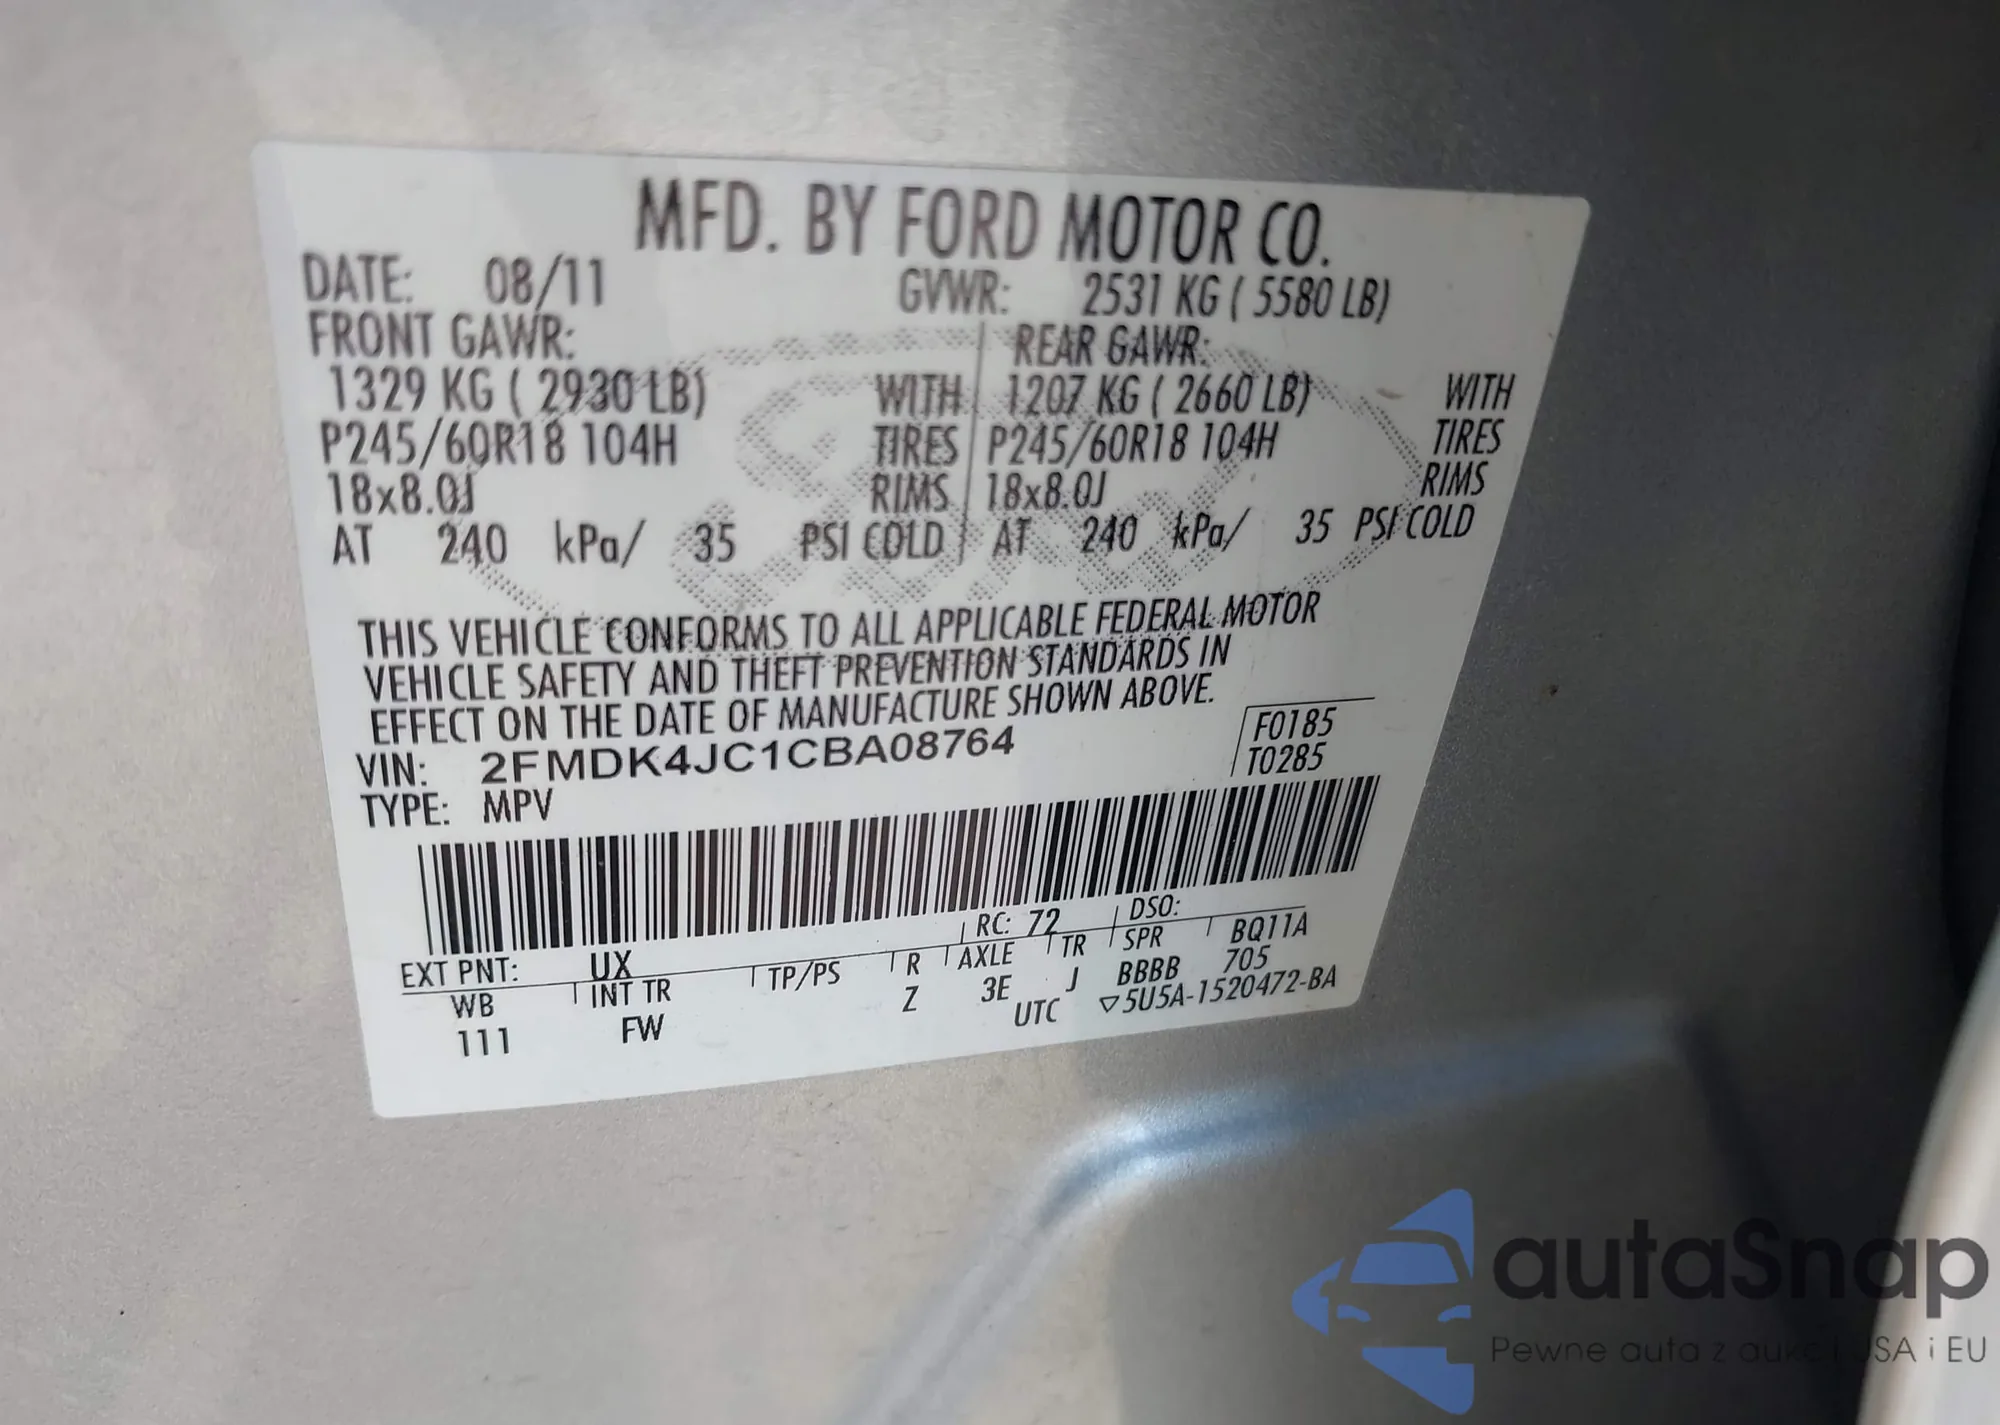 MFD. BY FORD MOTOR CO.
DATE: 08/11 GVWR: 2531 KG ( 5580 LB)
FRONT GAWR: REAR GAWR:
1329 KG ( 2930 LB) WITH 1207 KG ( 2660 LB) WITH
P245/60R18 104H TIRES P245/60R18 104H TIRES
18x8.0J RIMS 18x8.0J RIMS
AT 240 kPa/ 35 PSI COLD AT 240 kPa/ 35 PSI COLD
THIS VEHICLE CONFORMS TO ALL APPLICABLE FEDERAL MOTOR
VEHICLE SAFETY AND THEFT PREVENTION STANDARDS IN
EFFECT ON THE DATE OF MANUFACTURE SHOWN ABOVE.
VIN: 2FMDK4JC1CBA08764 F0185
TYPE: MPV T0285
EXT PNT: UX RC: 72 DSO:
WB INT TR TP/PS R AXLE TR SPR BQ11A
111 FW Z 3E J BBBB 705
UTC ▽5U5A-1520472-BA
autaSnap
Pewne auta z aukcji USA i EU